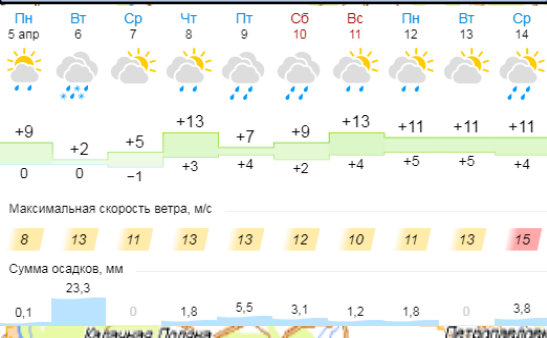 Пн Вт Ср Чт Пт Сб Вс Пн Вт Ср
5 апр 6 7 8 9 10 11 12 13 14
+9 +2 +5 +13 +7 +9 +13 +11 +11 +11
0 0 −1 +3 +4 +2 +4 +5 +5 +4
Максимальная скорость ветра, м/с
8 13 11 13 13 12 10 11 13 15
Сумма осадков, мм
0,1 23,3 0 1,8 5,5 3,1 1,2 1,8 0 3,8